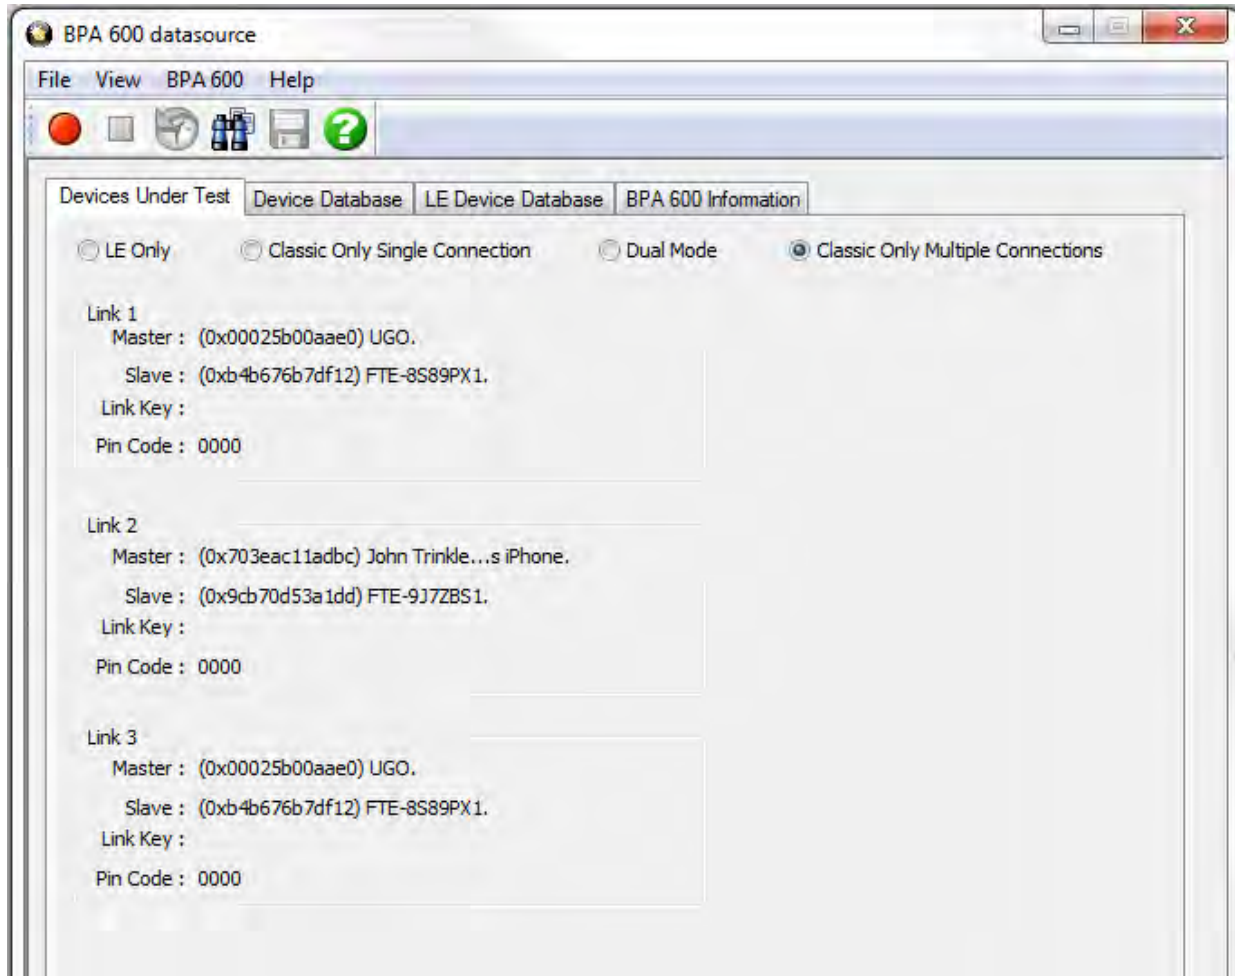 BPA 600 datasource
File View BPA 600 Help
Devices Under Test Device Database LE Device Database BPA 600 Information
LE Only Classic Only Single Connection Dual Mode Classic Only Multiple Connections
Link 1
Master : (0x00025b00aae0) UGO.
Slave : (0xb4b676b7df12) FTE-8S89PX1.
Link Key :
Pin Code : 0000
Link 2
Master : (0x703eac11adbc) John Trinkle...s iPhone.
Slave : (0x9cb70d53a1dd) FTE-9J7ZBS1.
Link Key :
Pin Code : 0000
Link 3
Master : (0x00025b00aae0) UGO.
Slave : (0xb4b676b7df12) FTE-8S89PX1.
Link Key :
Pin Code : 0000